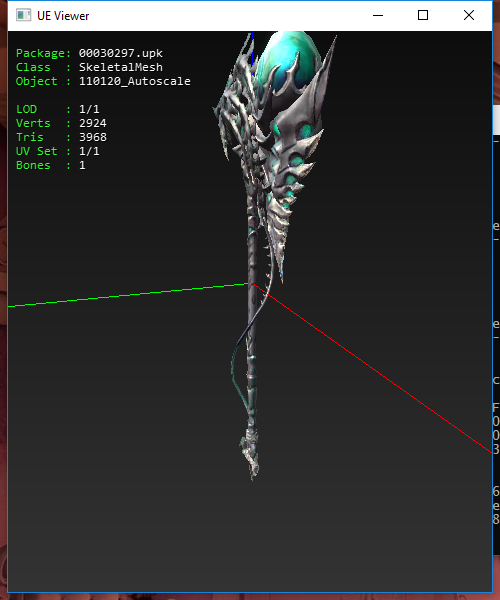 UE Viewer
Package: 00030297.upk
Class  : SkeletalMesh
Object : 110120_Autoscale
LOD    : 1/1
Verts  : 2924
Tris   : 3968
UV Set : 1/1
Bones  : 1